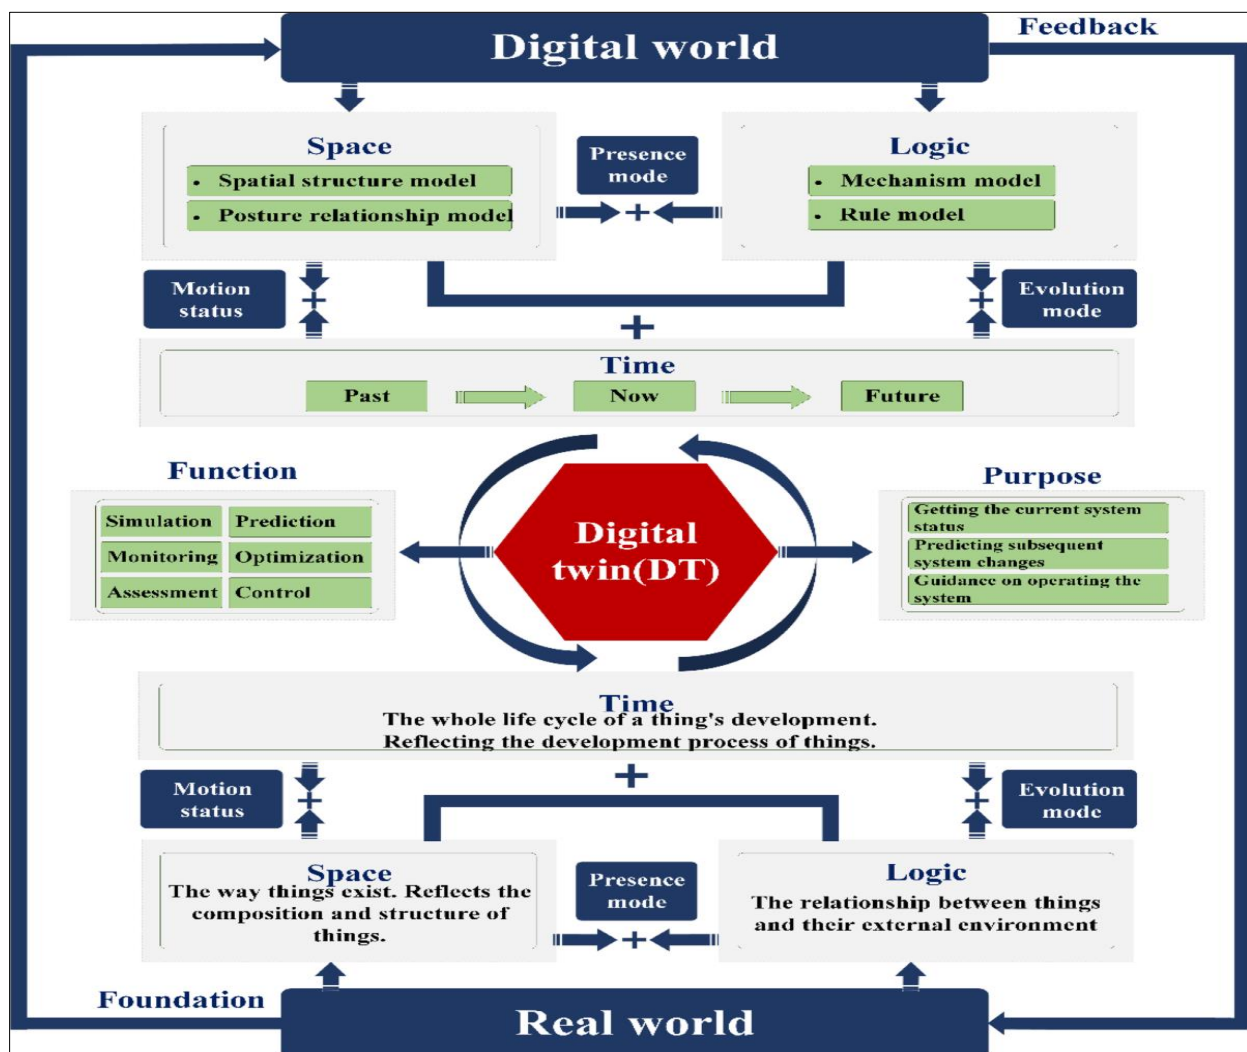 Feedback
Digital world
Space
• Spatial structure model
• Posture relationship model
Presence
mode
+
Logic
• Mechanism model
• Rule model
Motion
status
+
+
+
Evolution
mode
Time
Past
Now
Future
Function
Simulation
Prediction
Monitoring
Optimization
Assessment
Control
Digital
twin(DT)
Purpose
Getting the current system
status
Predicting subsequent
system changes
Guidance on operating the
system
Time
The whole life cycle of a thing's development.
Reflecting the development process of things.
Motion
status
+
+
+
Evolution
mode
Space
The way things exist. Reflects the
composition and structure of
things.
Presence
mode
+
Logic
The relationship between things
and their external environment
Foundation
Real world